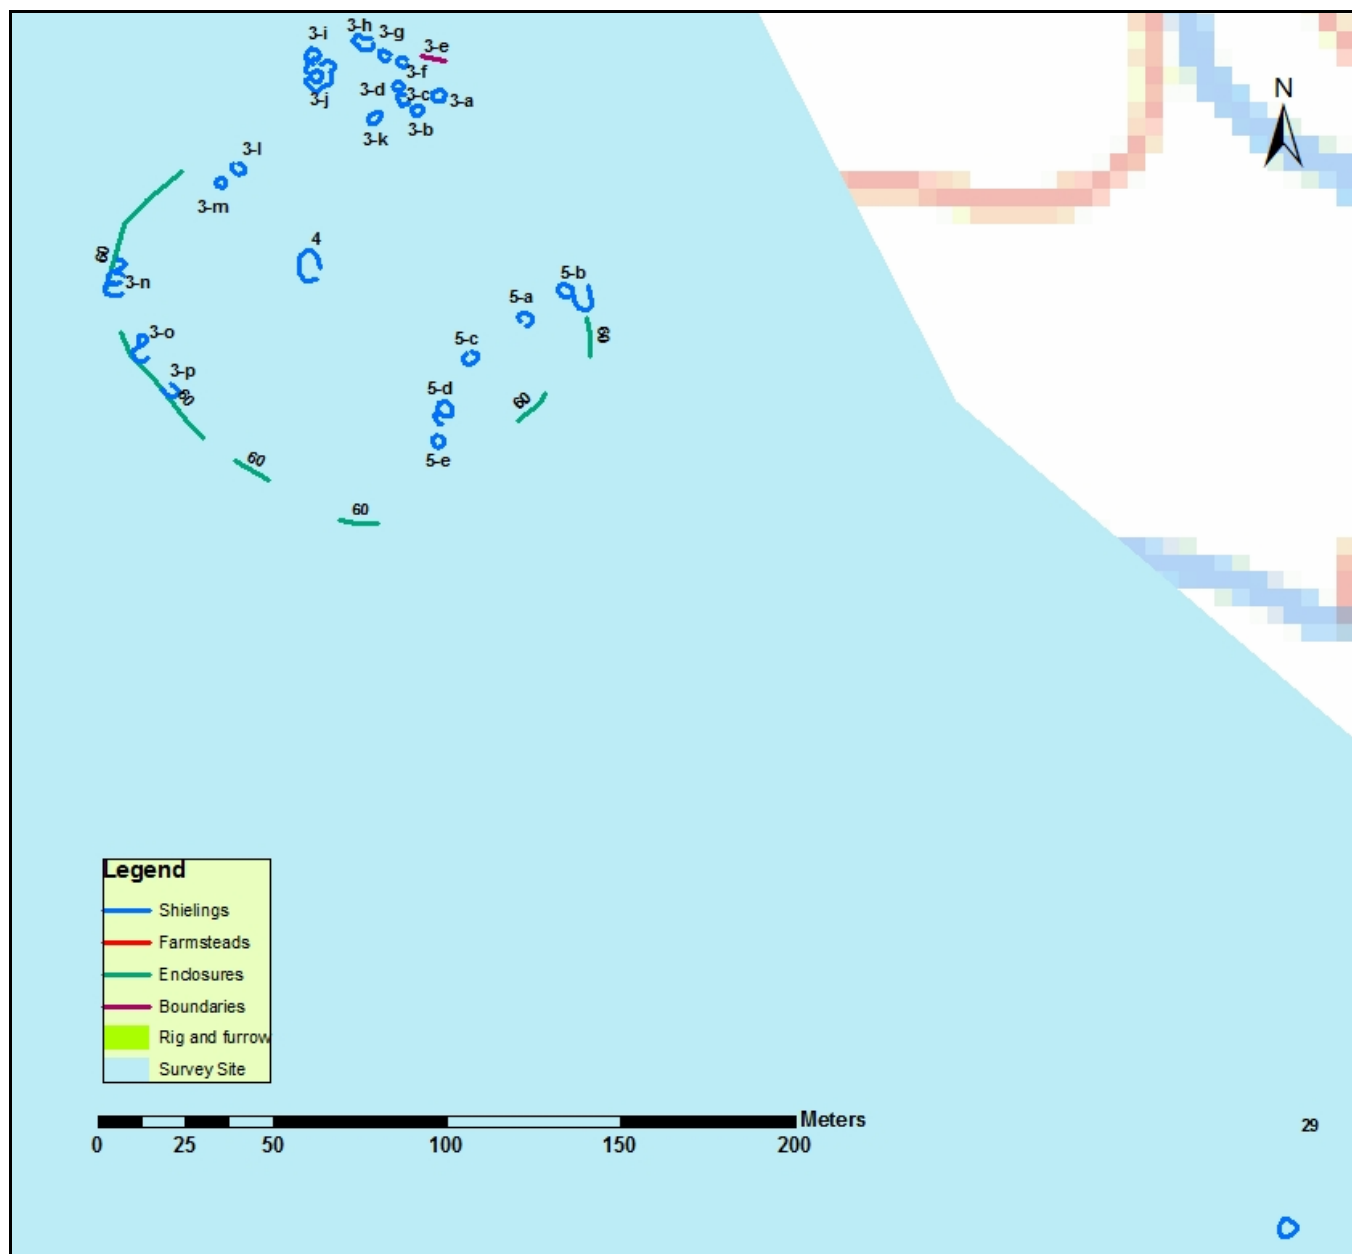 3-h
3-i
3-g
3-e
3-f
3-d
3-c
3-a
3-j
3-b
3-k
N
3-l
3-m
4
60
3-n
5-b
5-a
3-o
60
5-c
3-p
60
5-d
60
60
5-e
60
Legend
Shielings
Farmsteads
Enclosures
Boundaries
Rig and furrow
Survey Site
Meters
0 25 50 100 150 200
29